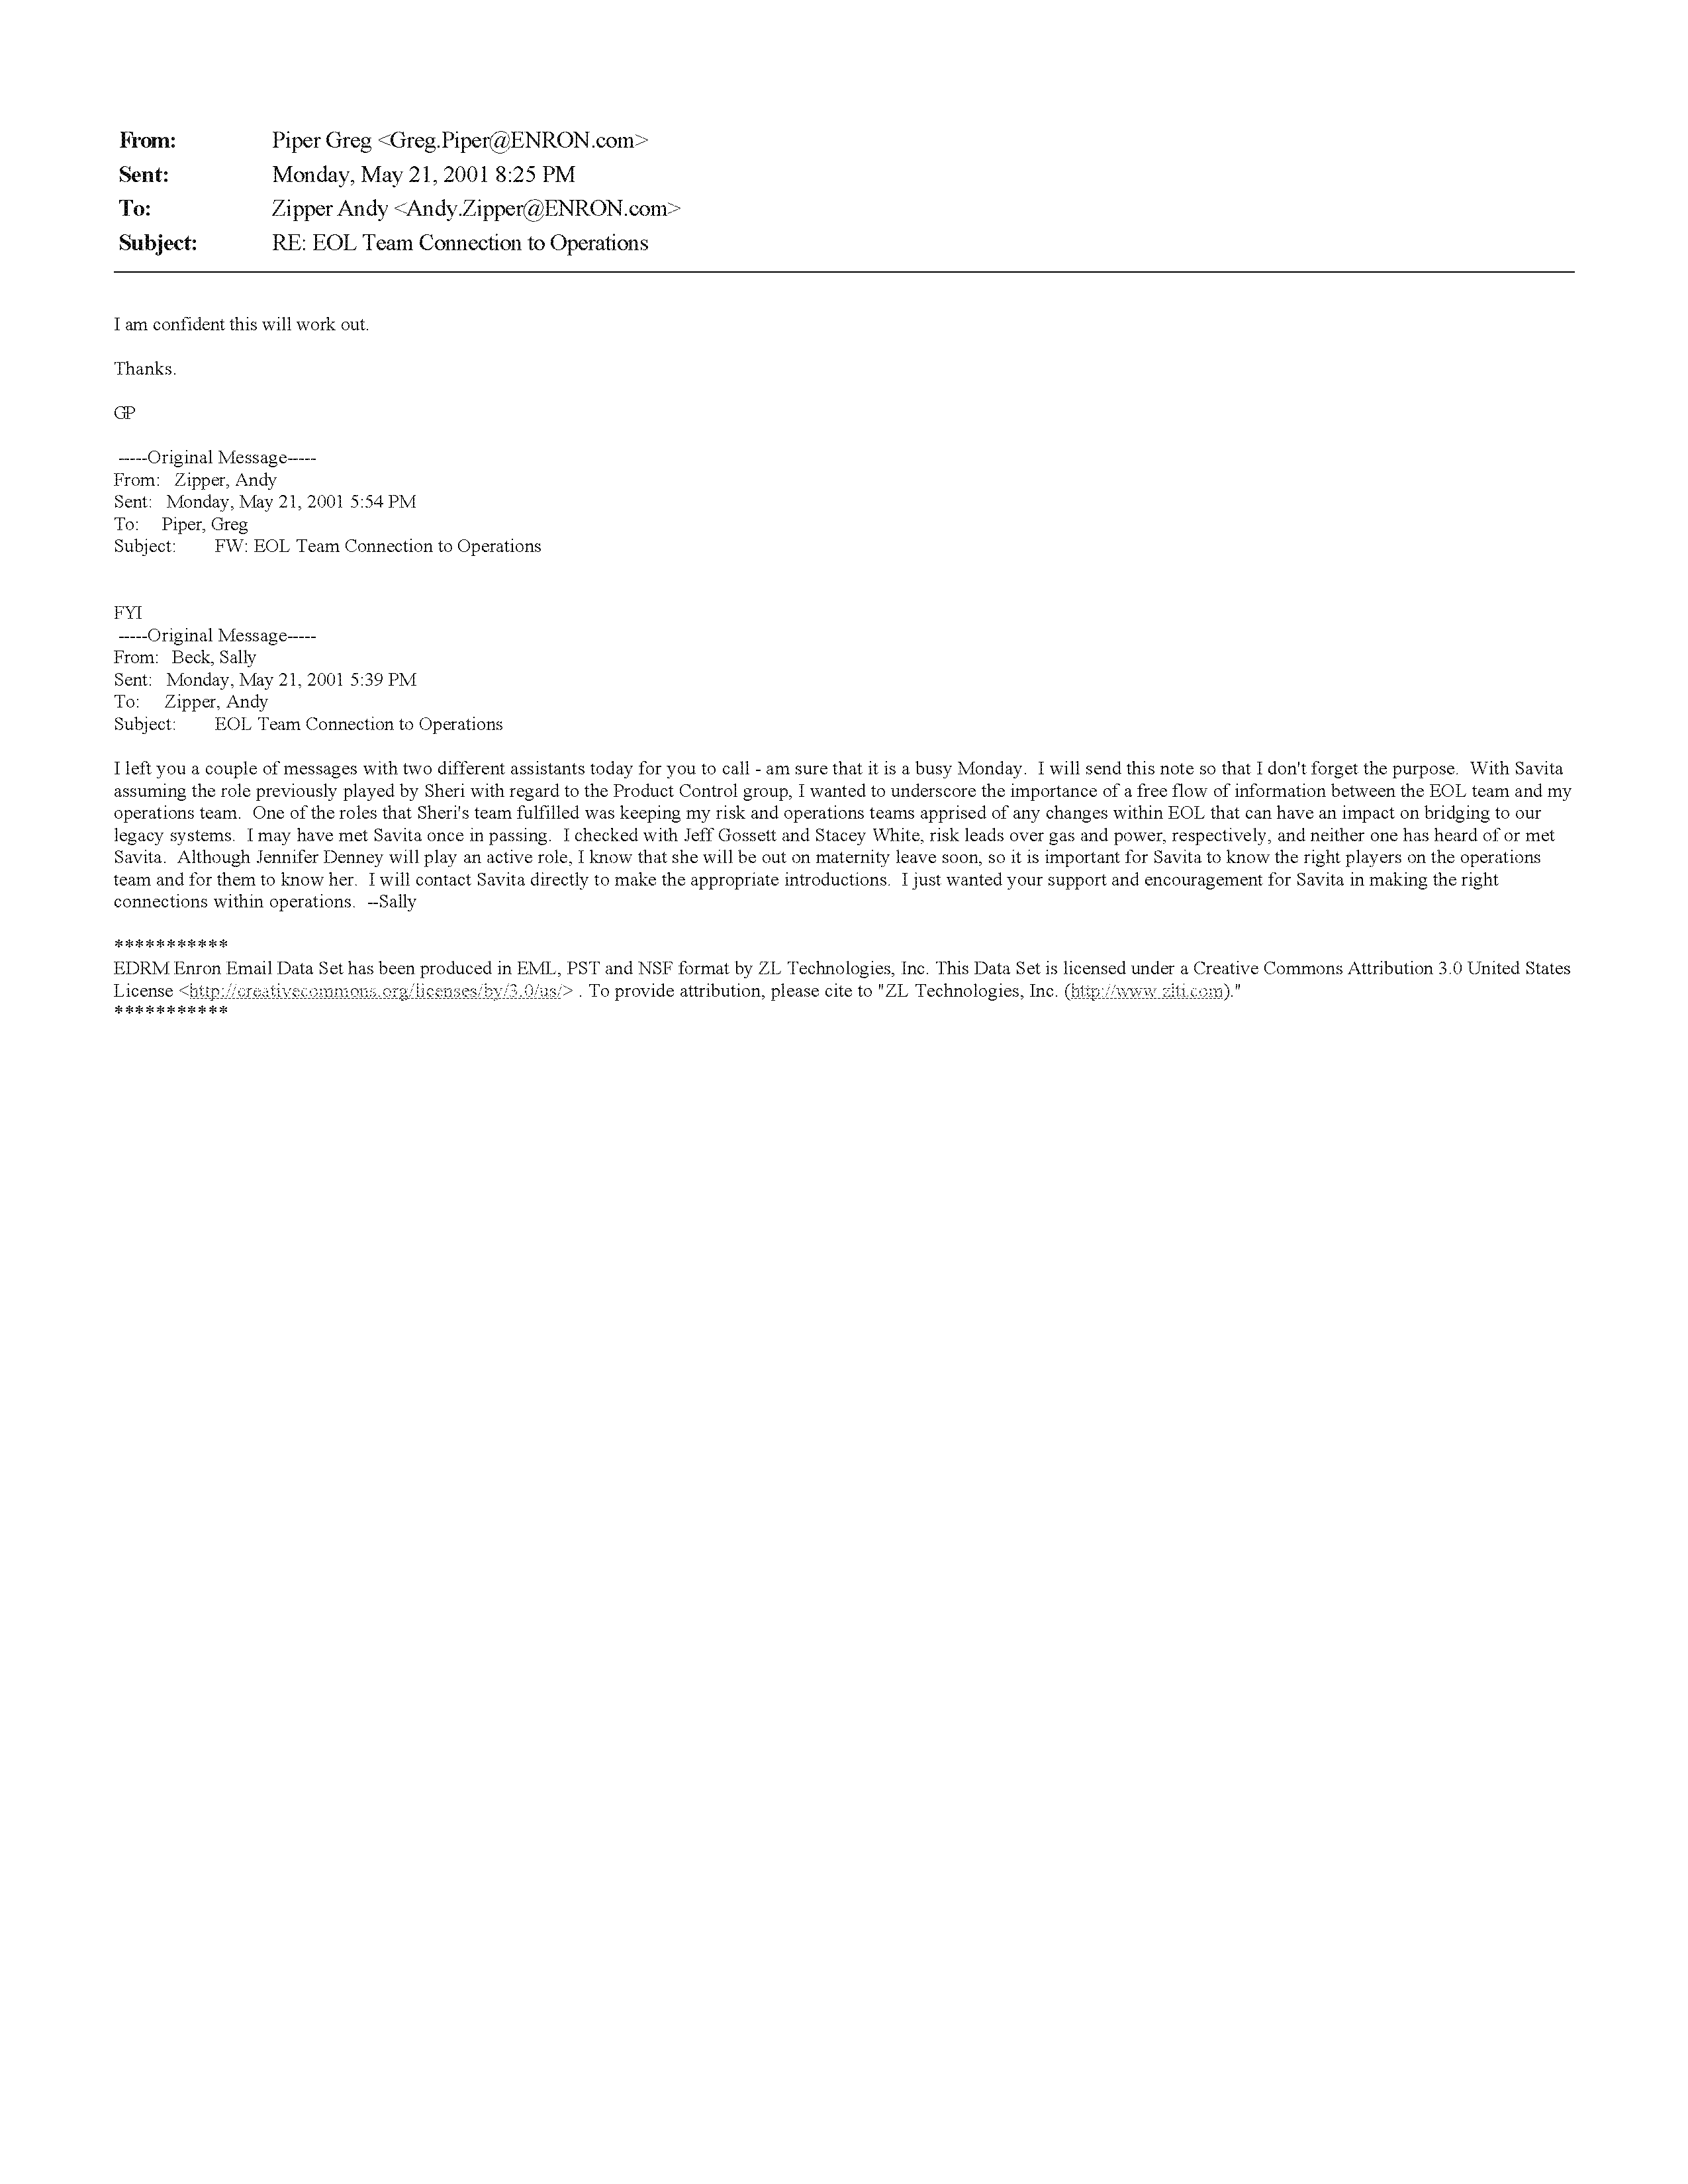 From: Piper Greg <Greg.Piper@ENRON.com>
Sent: Monday, May 21, 2001 8:25 PM
To: Zipper Andy <Andy.Zipper@ENRON.com>
Subject: RE: EOL Team Connection to Operations
I am confident this will work out.
Thanks.
GP
-----Original Message-----
From: Zipper, Andy
Sent: Monday, May 21, 2001 5:54 PM
To: Piper, Greg
Subject: FW: EOL Team Connection to Operations
FYI
-----Original Message-----
From: Beck, Sally
Sent: Monday, May 21, 2001 5:39 PM
To: Zipper, Andy
Subject: EOL Team Connection to Operations
I left you a couple of messages with two different assistants today for you to call - am sure that it is a busy Monday. I will send this note so that I don't forget the purpose. With Savita
assuming the role previously played by Sheri with regard to the Product Control group, I wanted to underscore the importance of a free flow of information between the EOL team and my
operations team. One of the roles that Sheri's team fulfilled was keeping my risk and operations teams apprised of any changes within EOL that can have an impact on bridging to our
legacy systems. I may have met Savita once in passing. I checked with Jeff Gossett and Stacey White, risk leads over gas and power, respectively, and neither one has heard of or met
Savita. Although Jennifer Denney will play an active role, I know that she will be out on maternity leave soon, so it is important for Savita to know the right players on the operations
team and for them to know her. I will contact Savita directly to make the appropriate introductions. I just wanted your support and encouragement for Savita in making the right
connections within operations. --Sally
***********
EDRM Enron Email Data Set has been produced in EML, PST and NSF format by ZL Technologies, Inc. This Data Set is licensed under a Creative Commons Attribution 3.0 United States
License <http://creativecommons.org/licenses/by/3.0/us/> . To provide attribution, please cite to "ZL Technologies, Inc. (http://www.zlti.com)."
***********